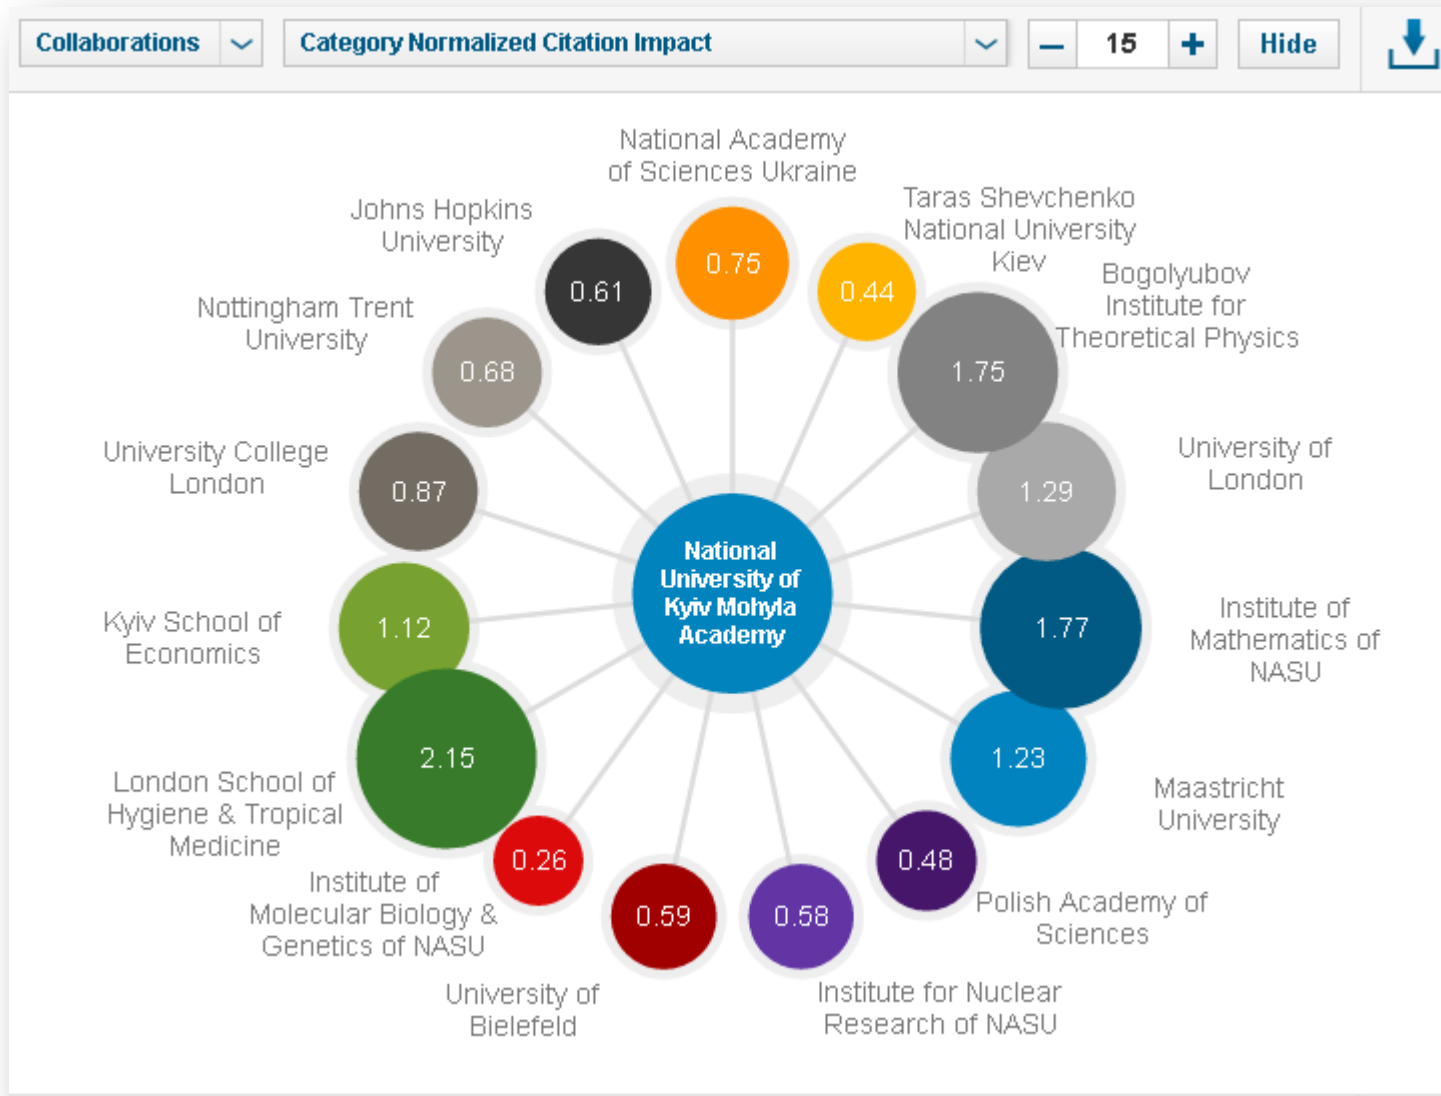 Collaborations
Category Normalized Citation Impact
15
Hide
National Academy
of Sciences Ukraine
0.75
Taras Shevchenko
National University
Kiev
0.44
Bogolyubov
Institute for
Theoretical Physics
1.75
University of
London
1.29
Institute of
Mathematics of
NASU
1.77
Maastricht
University
1.23
Polish Academy of
Sciences
0.48
Institute for Nuclear
Research of NASU
0.58
University of
Bielefeld
0.59
Institute of
Molecular Biology &
Genetics of NASU
0.26
London School of
Hygiene & Tropical
Medicine
2.15
Kyiv School of
Economics
1.12
University College
London
0.87
Nottingham Trent
University
0.68
Johns Hopkins
University
0.61
National
University of
Kyiv Mohyla
Academy